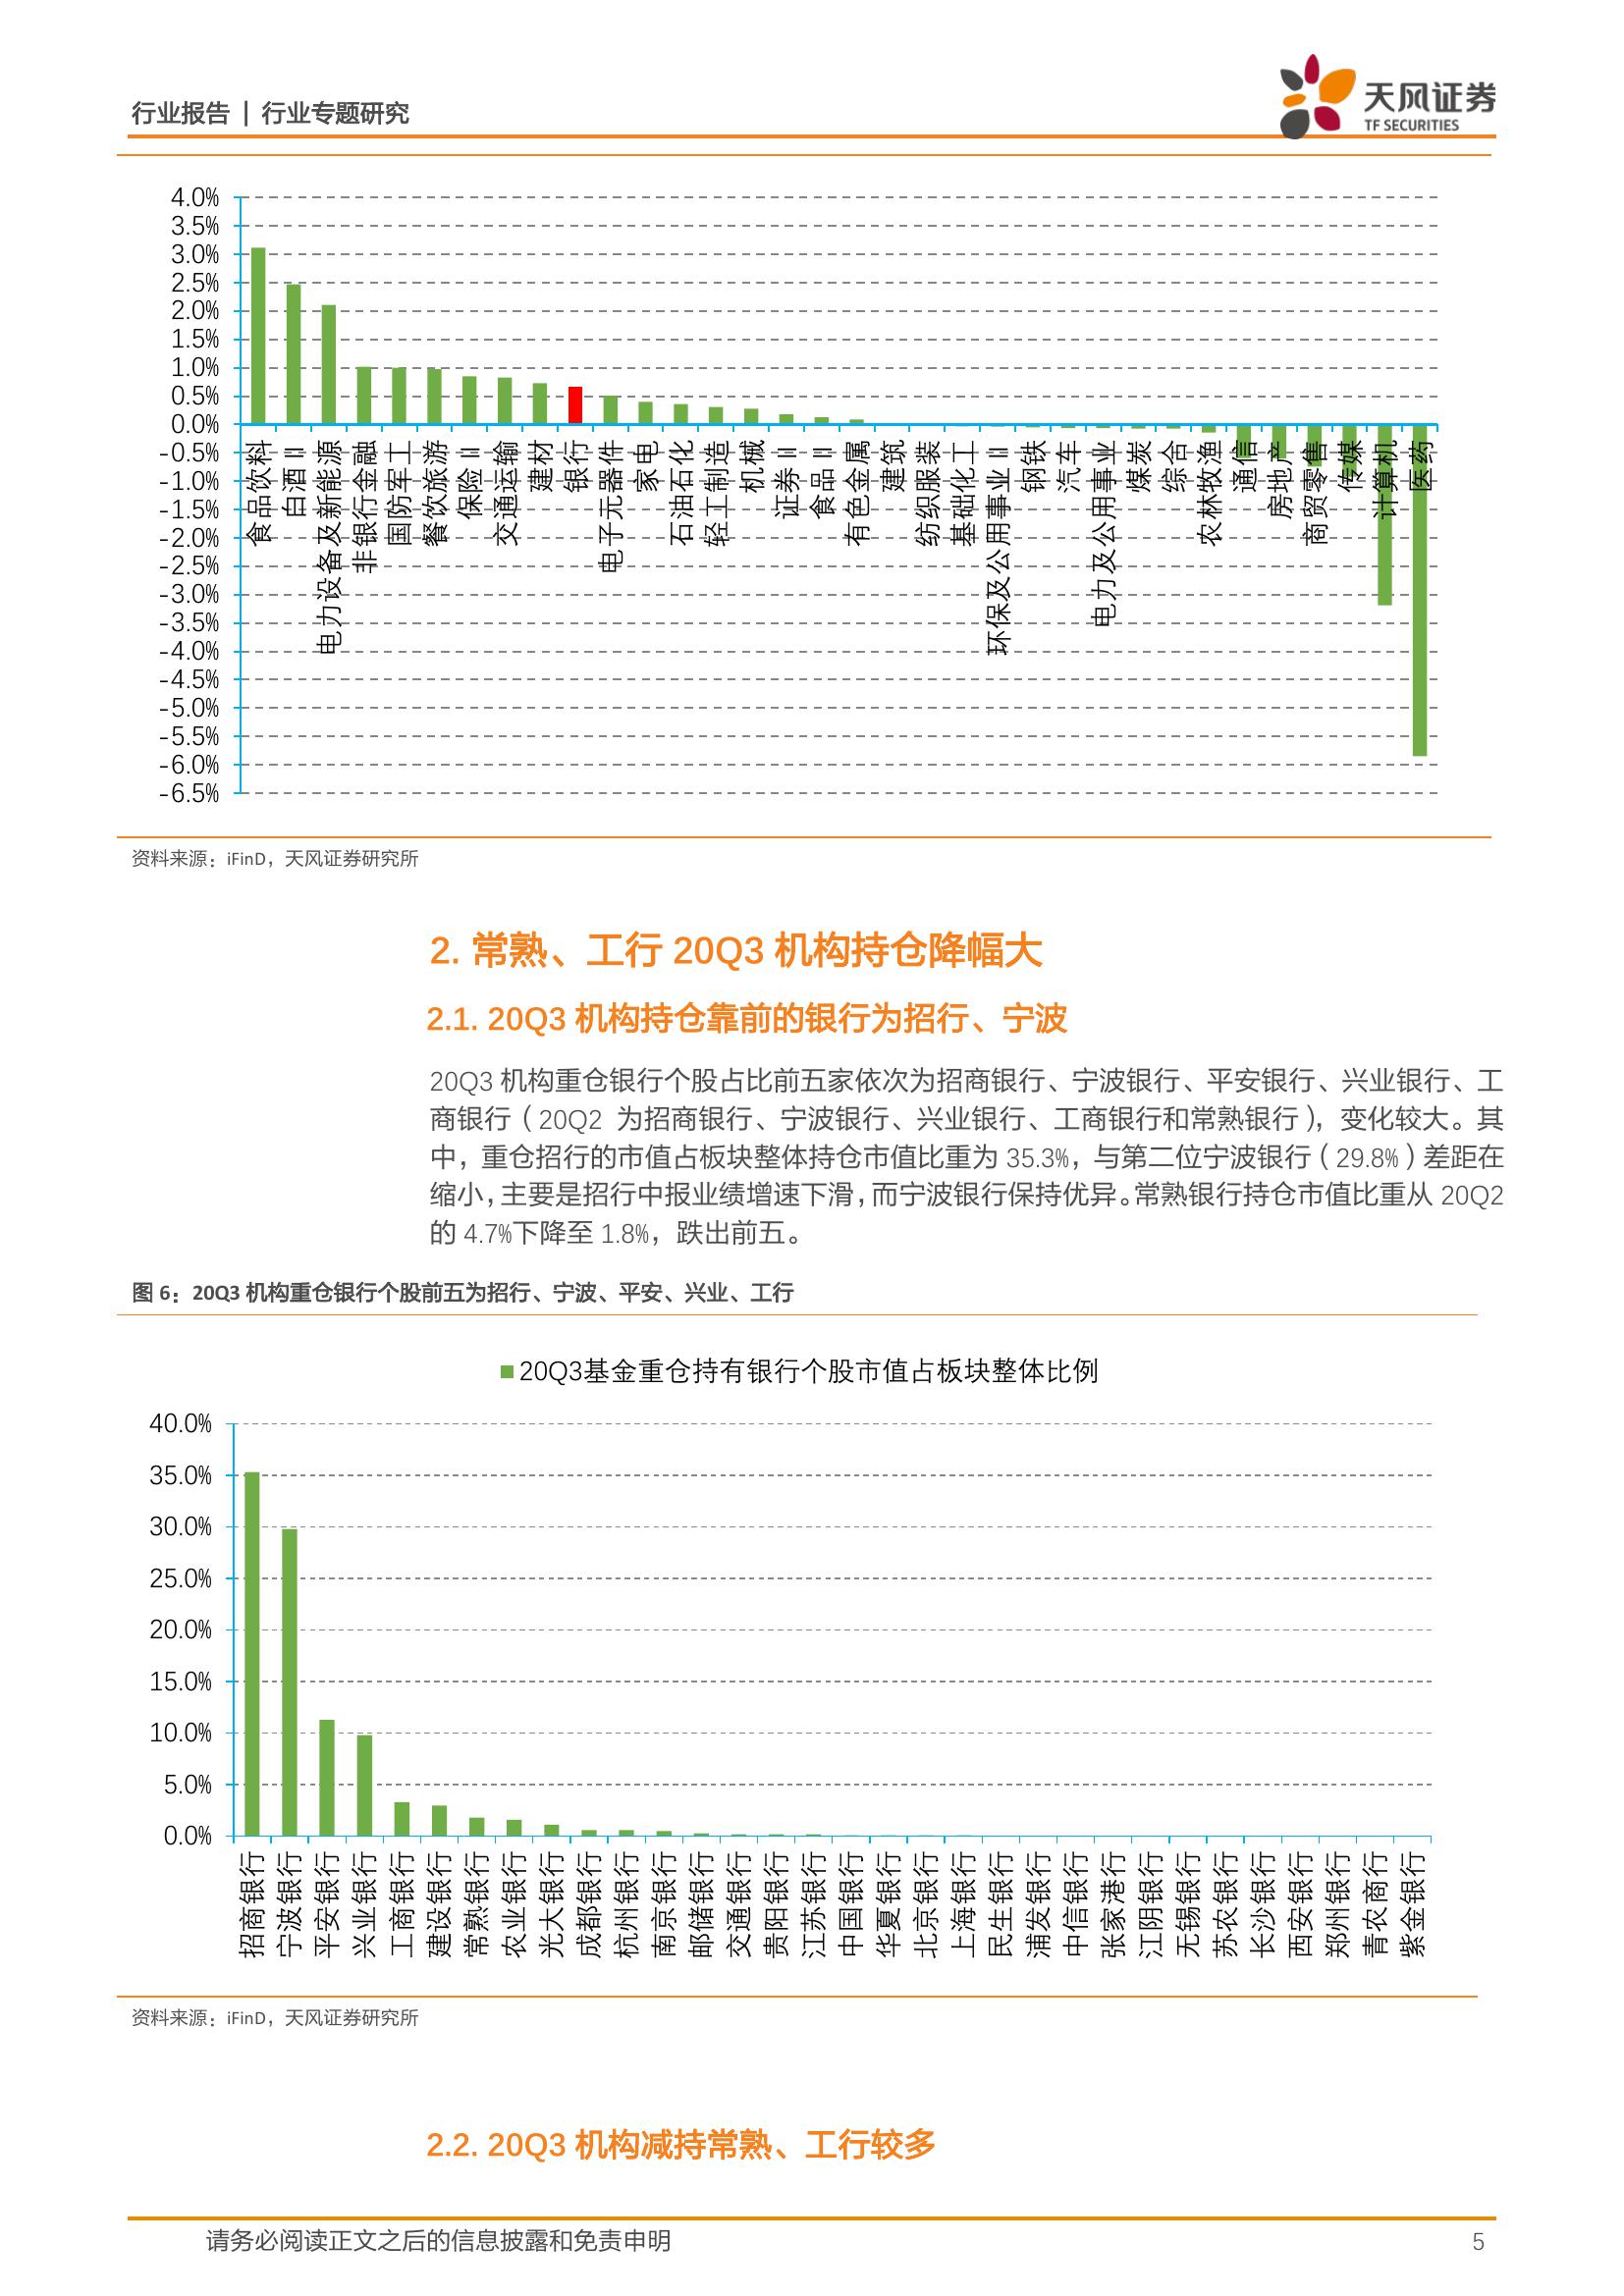 行业报告 | 行业专题研究
天风证券
TF SECURITIES
4.0%
3.5%
3.0%
2.5%
2.0%
1.5%
1.0%
0.5%
0.0%
-0.5%
-1.0%
-1.5%
-2.0%
-2.5%
-3.0%
-3.5%
-4.0%
-4.5%
-5.0%
-5.5%
-6.0%
-6.5%
食品饮料
白酒Ⅱ
电力设备及新能源
非银行金融
国防军工
餐饮旅游
保险Ⅱ
交通运输
建材
银行
电子元器件
家电
石油石化
轻工制造
机械
证券Ⅱ
食品Ⅱ
有色金属
建筑
纺织服装
基础化工
环保及公用事业Ⅱ
钢铁
汽车
电力及公用事业
煤炭
综合
农林牧渔
通信
房地产
商贸零售
传媒
计算机
医药
资料来源：iFinD，天风证券研究所
2. 常熟、工行 20Q3 机构持仓降幅大
2.1. 20Q3 机构持仓靠前的银行为招行、宁波
20Q3 机构重仓银行个股占比前五家依次为招商银行、宁波银行、平安银行、兴业银行、工
商银行（20Q2 为招商银行、宁波银行、兴业银行、工商银行和常熟银行），变化较大。其
中，重仓招行的市值占板块整体持仓市值比重为 35.3%，与第二位宁波银行（29.8%）差距在
缩小，主要是招行中报业绩增速下滑，而宁波银行保持优异。常熟银行持仓市值比重从 20Q2
的 4.7%下降至 1.8%，跌出前五。
图 6：20Q3 机构重仓银行个股前五为招行、宁波、平安、兴业、工行
20Q3基金重仓持有银行个股市值占板块整体比例
40.0%
35.0%
30.0%
25.0%
20.0%
15.0%
10.0%
5.0%
0.0%
招商银行
宁波银行
平安银行
兴业银行
工商银行
建设银行
常熟银行
农业银行
光大银行
成都银行
杭州银行
南京银行
邮储银行
交通银行
贵阳银行
江苏银行
中国银行
华夏银行
北京银行
上海银行
民生银行
浦发银行
中信银行
张家港行
江阴银行
无锡银行
苏农银行
长沙银行
西安银行
郑州银行
青农商行
紫金银行
资料来源：iFinD，天风证券研究所
2.2. 20Q3 机构减持常熟、工行较多
请务必阅读正文之后的信息披露和免责申明
5